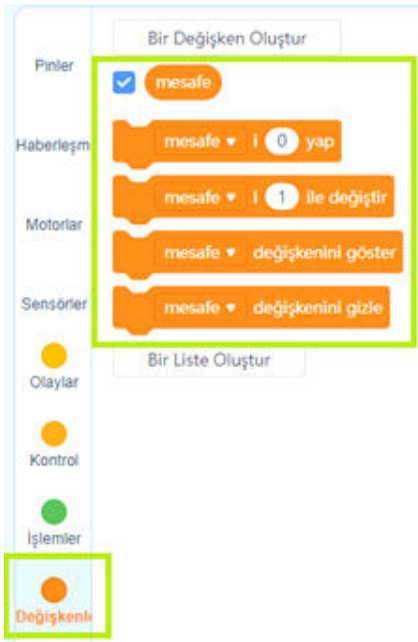 Bir Değişken Oluştur
Pinler
mesafe
Haberleşm
mesafe i 0 yap
mesafe i 1 ile değiştir
Motorlar
mesafe değişkenini göster
Sensörler
mesafe değişkenini gizle
Bir Liste Oluştur
Olaylar
Kontrol
İşlemler
Değişkenle